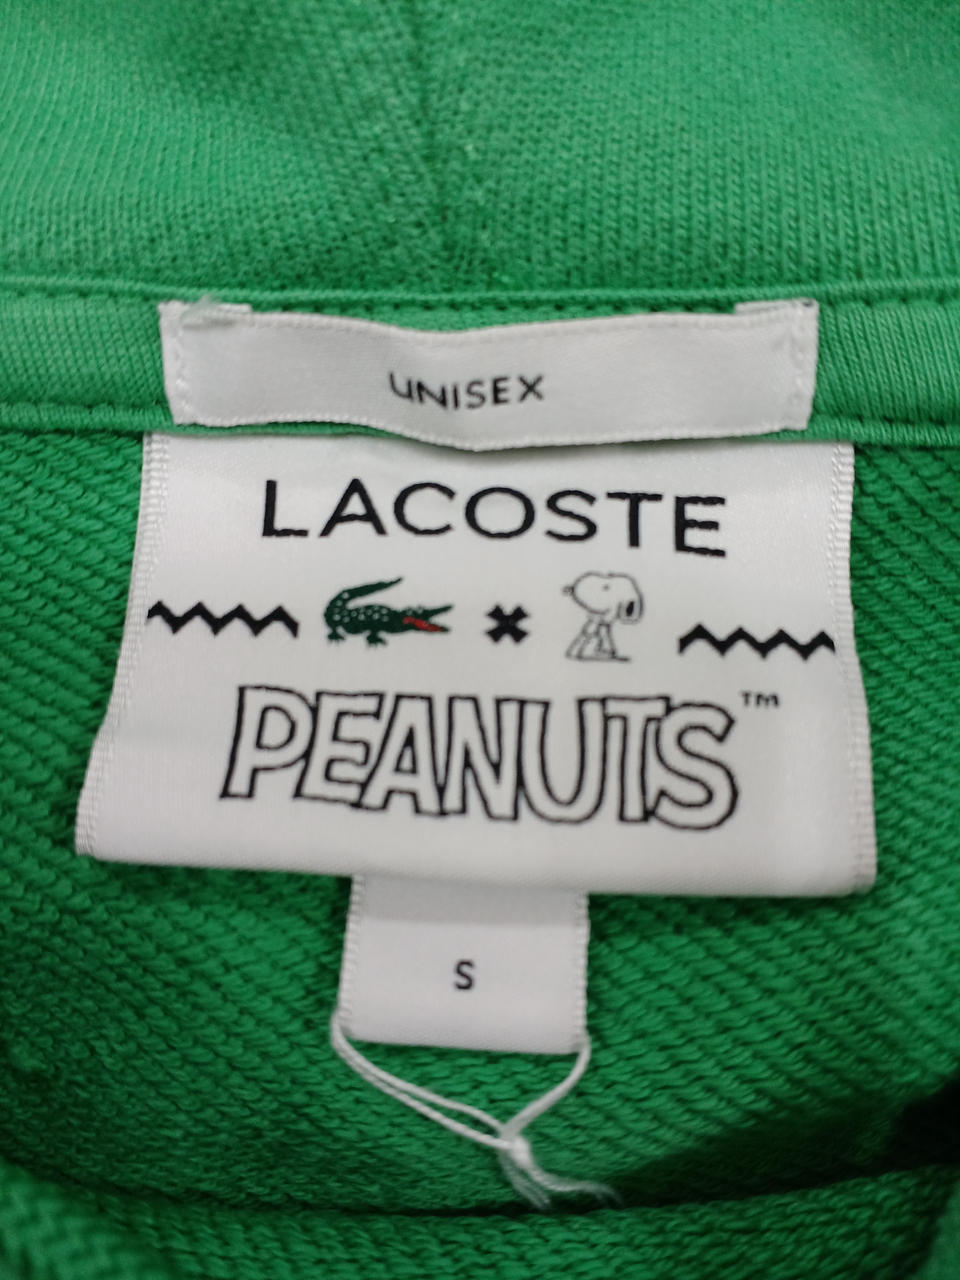 UNISEX
LACOSTE
PEANUTS™
S